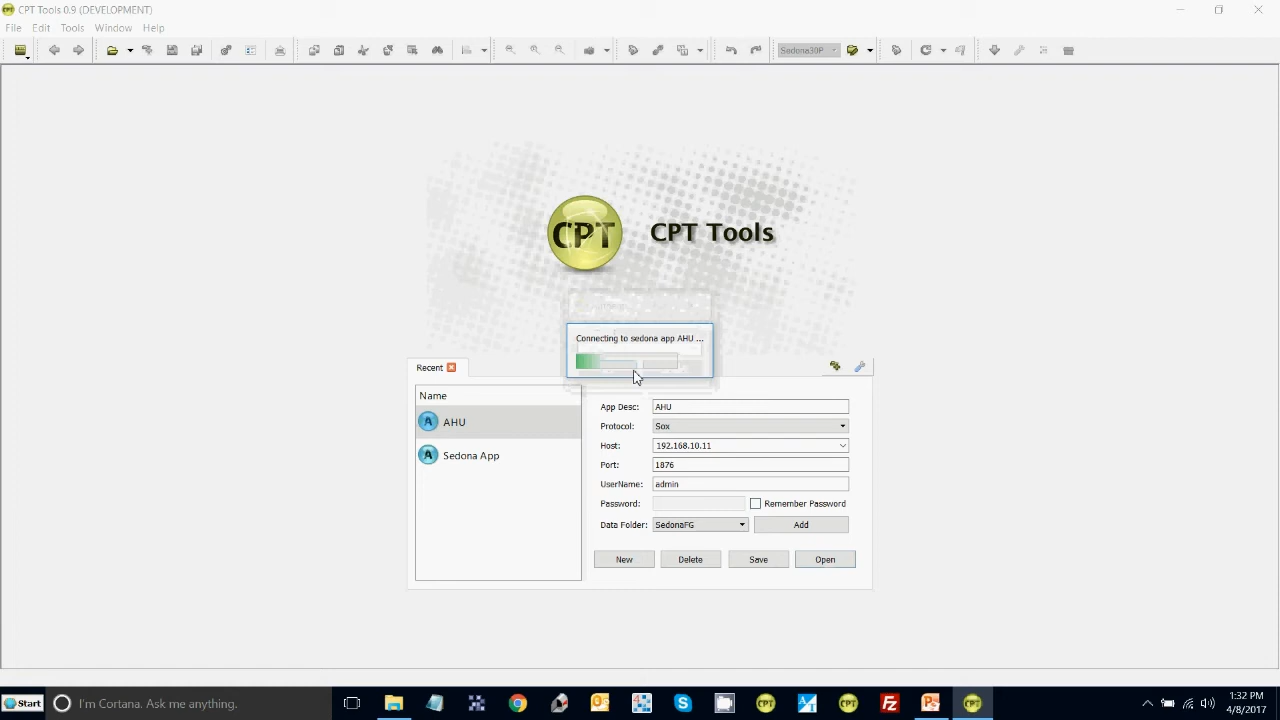 CPT Tools 0.9 (DEVELOPMENT)
File Edit Tools Window Help
Sedona30P
CPT CPT Tools
Connecting to sedona app AHU ...
Recent
Name
AHU
Sedona App
App Desc: AHU
Protocol: Sox
Host: 192.168.10.11
Port: 1876
UserName: admin
Password: Remember Password
Data Folder: SedonaFG Add
New Delete Save Open
Start I'm Cortana. Ask me anything. 1:32 PM
4/8/2017